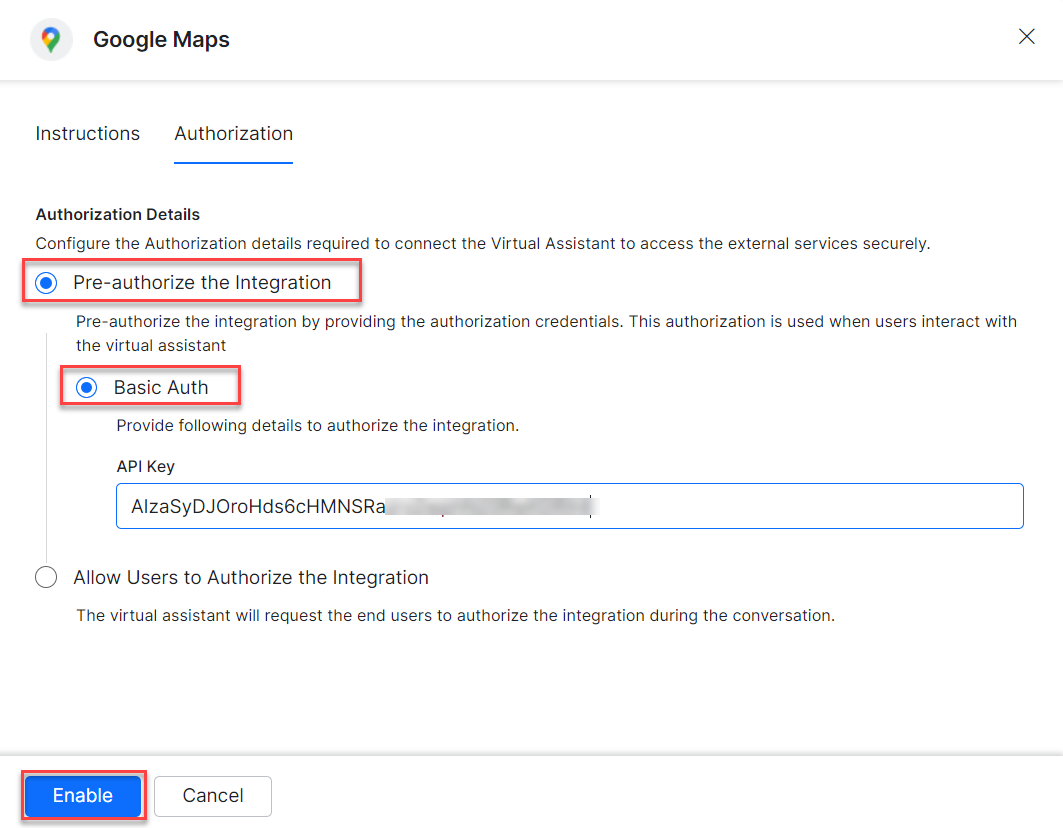 Google Maps
Instructions Authorization
Authorization Details
Configure the Authorization details required to connect the Virtual Assistant to access the external services securely.
Pre-authorize the Integration
Pre-authorize the integration by providing the authorization credentials. This authorization is used when users interact with
the virtual assistant
Basic Auth
Provide following details to authorize the integration.
API Key
AIzaSyDJOroHds6cHMNSRa
Allow Users to Authorize the Integration
The virtual assistant will request the end users to authorize the integration during the conversation.
Enable Cancel